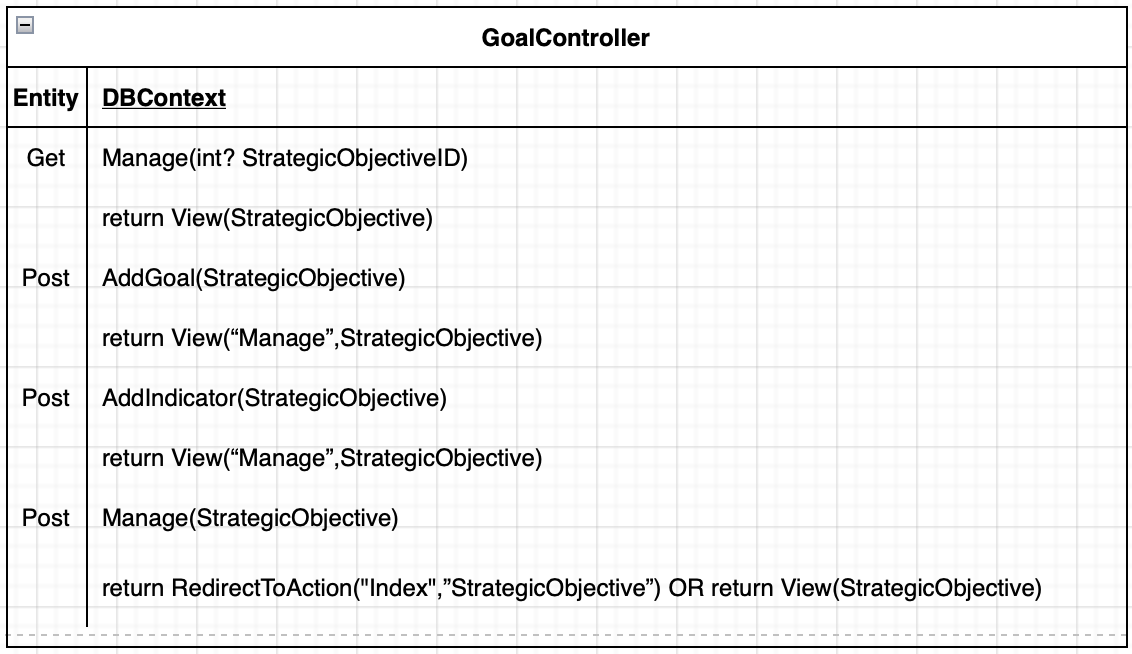 GoalController
Entity DBContext
Get Manage(int? StrategicObjectiveID)
return View(StrategicObjective)
Post AddGoal(StrategicObjective)
return View(“Manage”,StrategicObjective)
Post AddIndicator(StrategicObjective)
return View(“Manage”,StrategicObjective)
Post Manage(StrategicObjective)
return RedirectToAction("Index",”StrategicObjective”) OR return View(StrategicObjective)